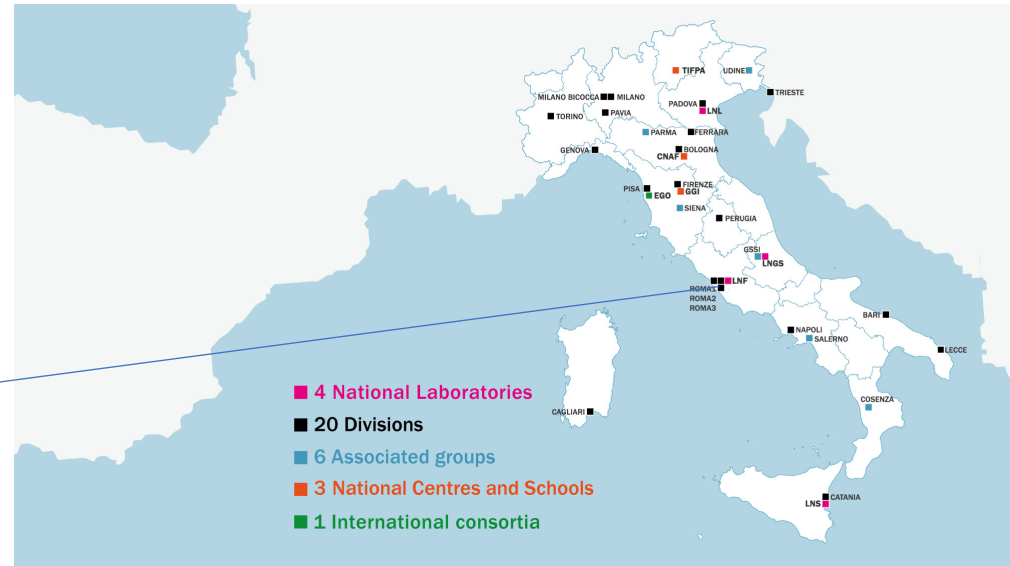 TIFPA
UDINE
TRIESTE
MILANO BICOCCA
MILANO
PADOVA
LNL
TORINO
PAVIA
PARMA
FERRARA
GENOVA
BOLOGNA
CNAF
FIRENZE
PISA
GGI
EGO
SIENA
PERUGIA
GSSI
LNGS
LNF
ROMA1
ROMA2
ROMA3
BARI
NAPOLI
SALERNO
LECCE
4 National Laboratories
20 Divisions
6 Associated groups
3 National Centres and Schools
1 International consortia
COSENZA
CAGLIARI
CATANIA
LNS